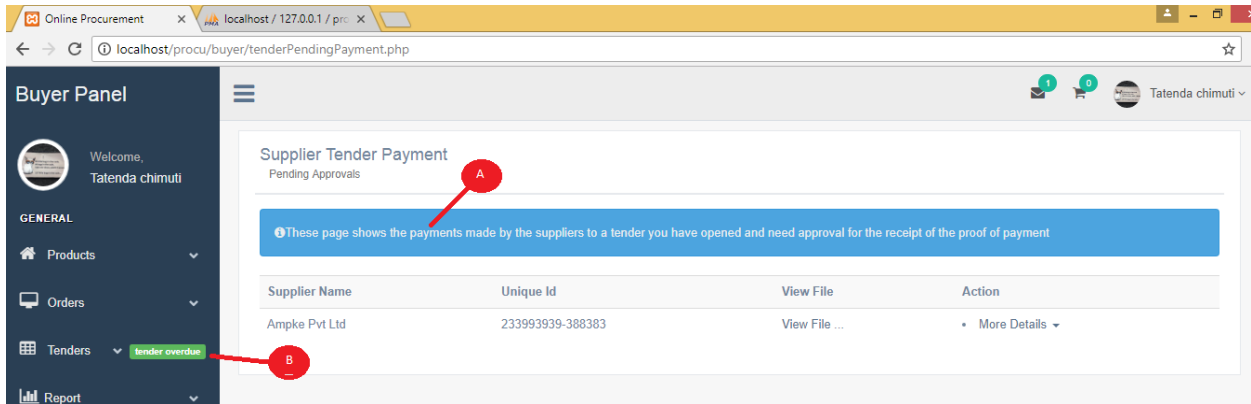 Online Procurement
localhost / 127.0.0.1 / pro
localhost/procu/buyer/tenderPendingPayment.php
Buyer Panel
1
0
Tatenda chimuti
Welcome,
Tatenda chimuti
Supplier Tender Payment
Pending Approvals
A
GENERAL
These page shows the payments made by the suppliers to a tender you have opened and need approval for the receipt of the proof of payment
Products
Orders
Tenders tender overdue
Report
Supplier Name Unique Id View File Action
Ampke Pvt Ltd 233993939-388383 View File ... More Details
B